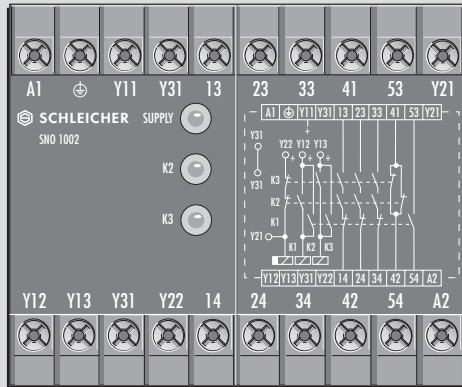 A1 ⏚ Y11 Y31 13 23 33 41 53 Y21
SCHLEICHER
SNO 1002
SUPPLY
K2
K3
A1 ⏚ Y11 Y31 13 23 33 41 53 Y21
Y31
Y22 Y12 Y13
+ + +
Y31
K3
K2
K1
Y21
K1 K2 K3
Y12 Y13 Y31 Y22 14 24 34 42 54 A2
Y12 Y13 Y31 Y22 14 24 34 42 54 A2